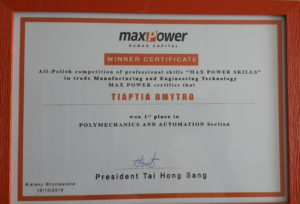 maxPower
HUMAN CAPITAL
WINNER CERTIFICATE
All-Polish competition of professional skills "MAX POWER SKILLS"
in trade Manufacturing and Engineering Technology
MAX POWER certifies that
TIAPTIA DMYTRO
won 1st place in
POLYMECHANICS AND AUTOMATION Section
President Tai Hong Sang
Bielany Wroclawskie